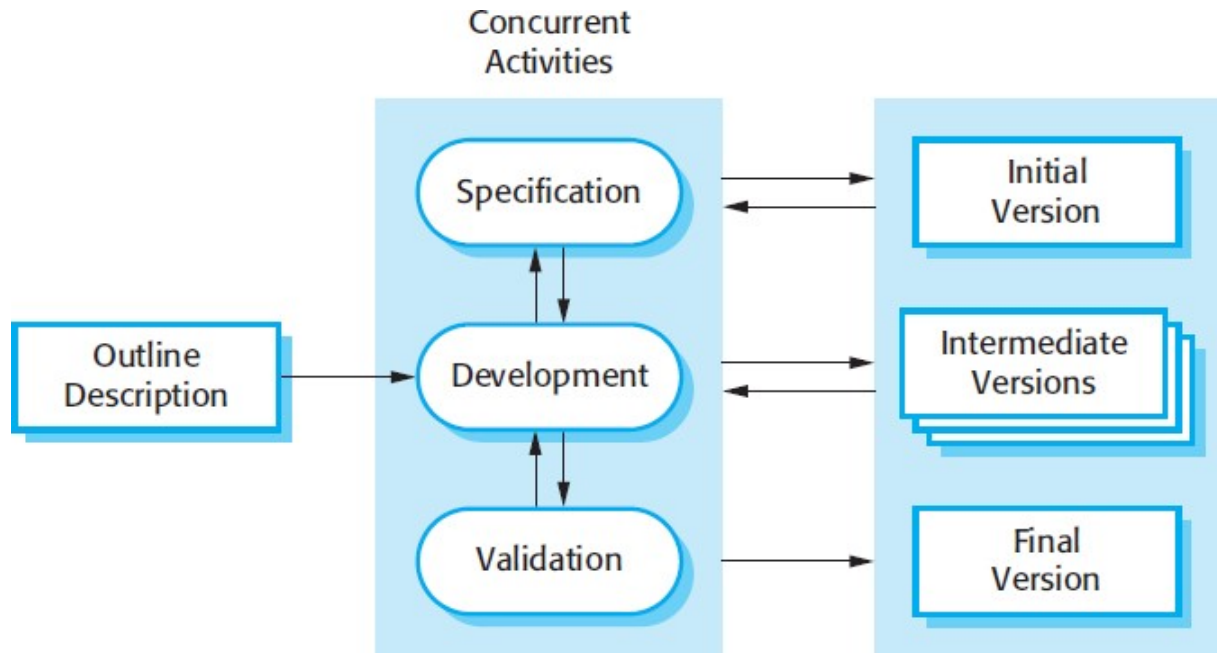 Concurrent
Activities
Specification
Initial
Version
Outline
Description
Development
Intermediate
Versions
Validation
Final
Version